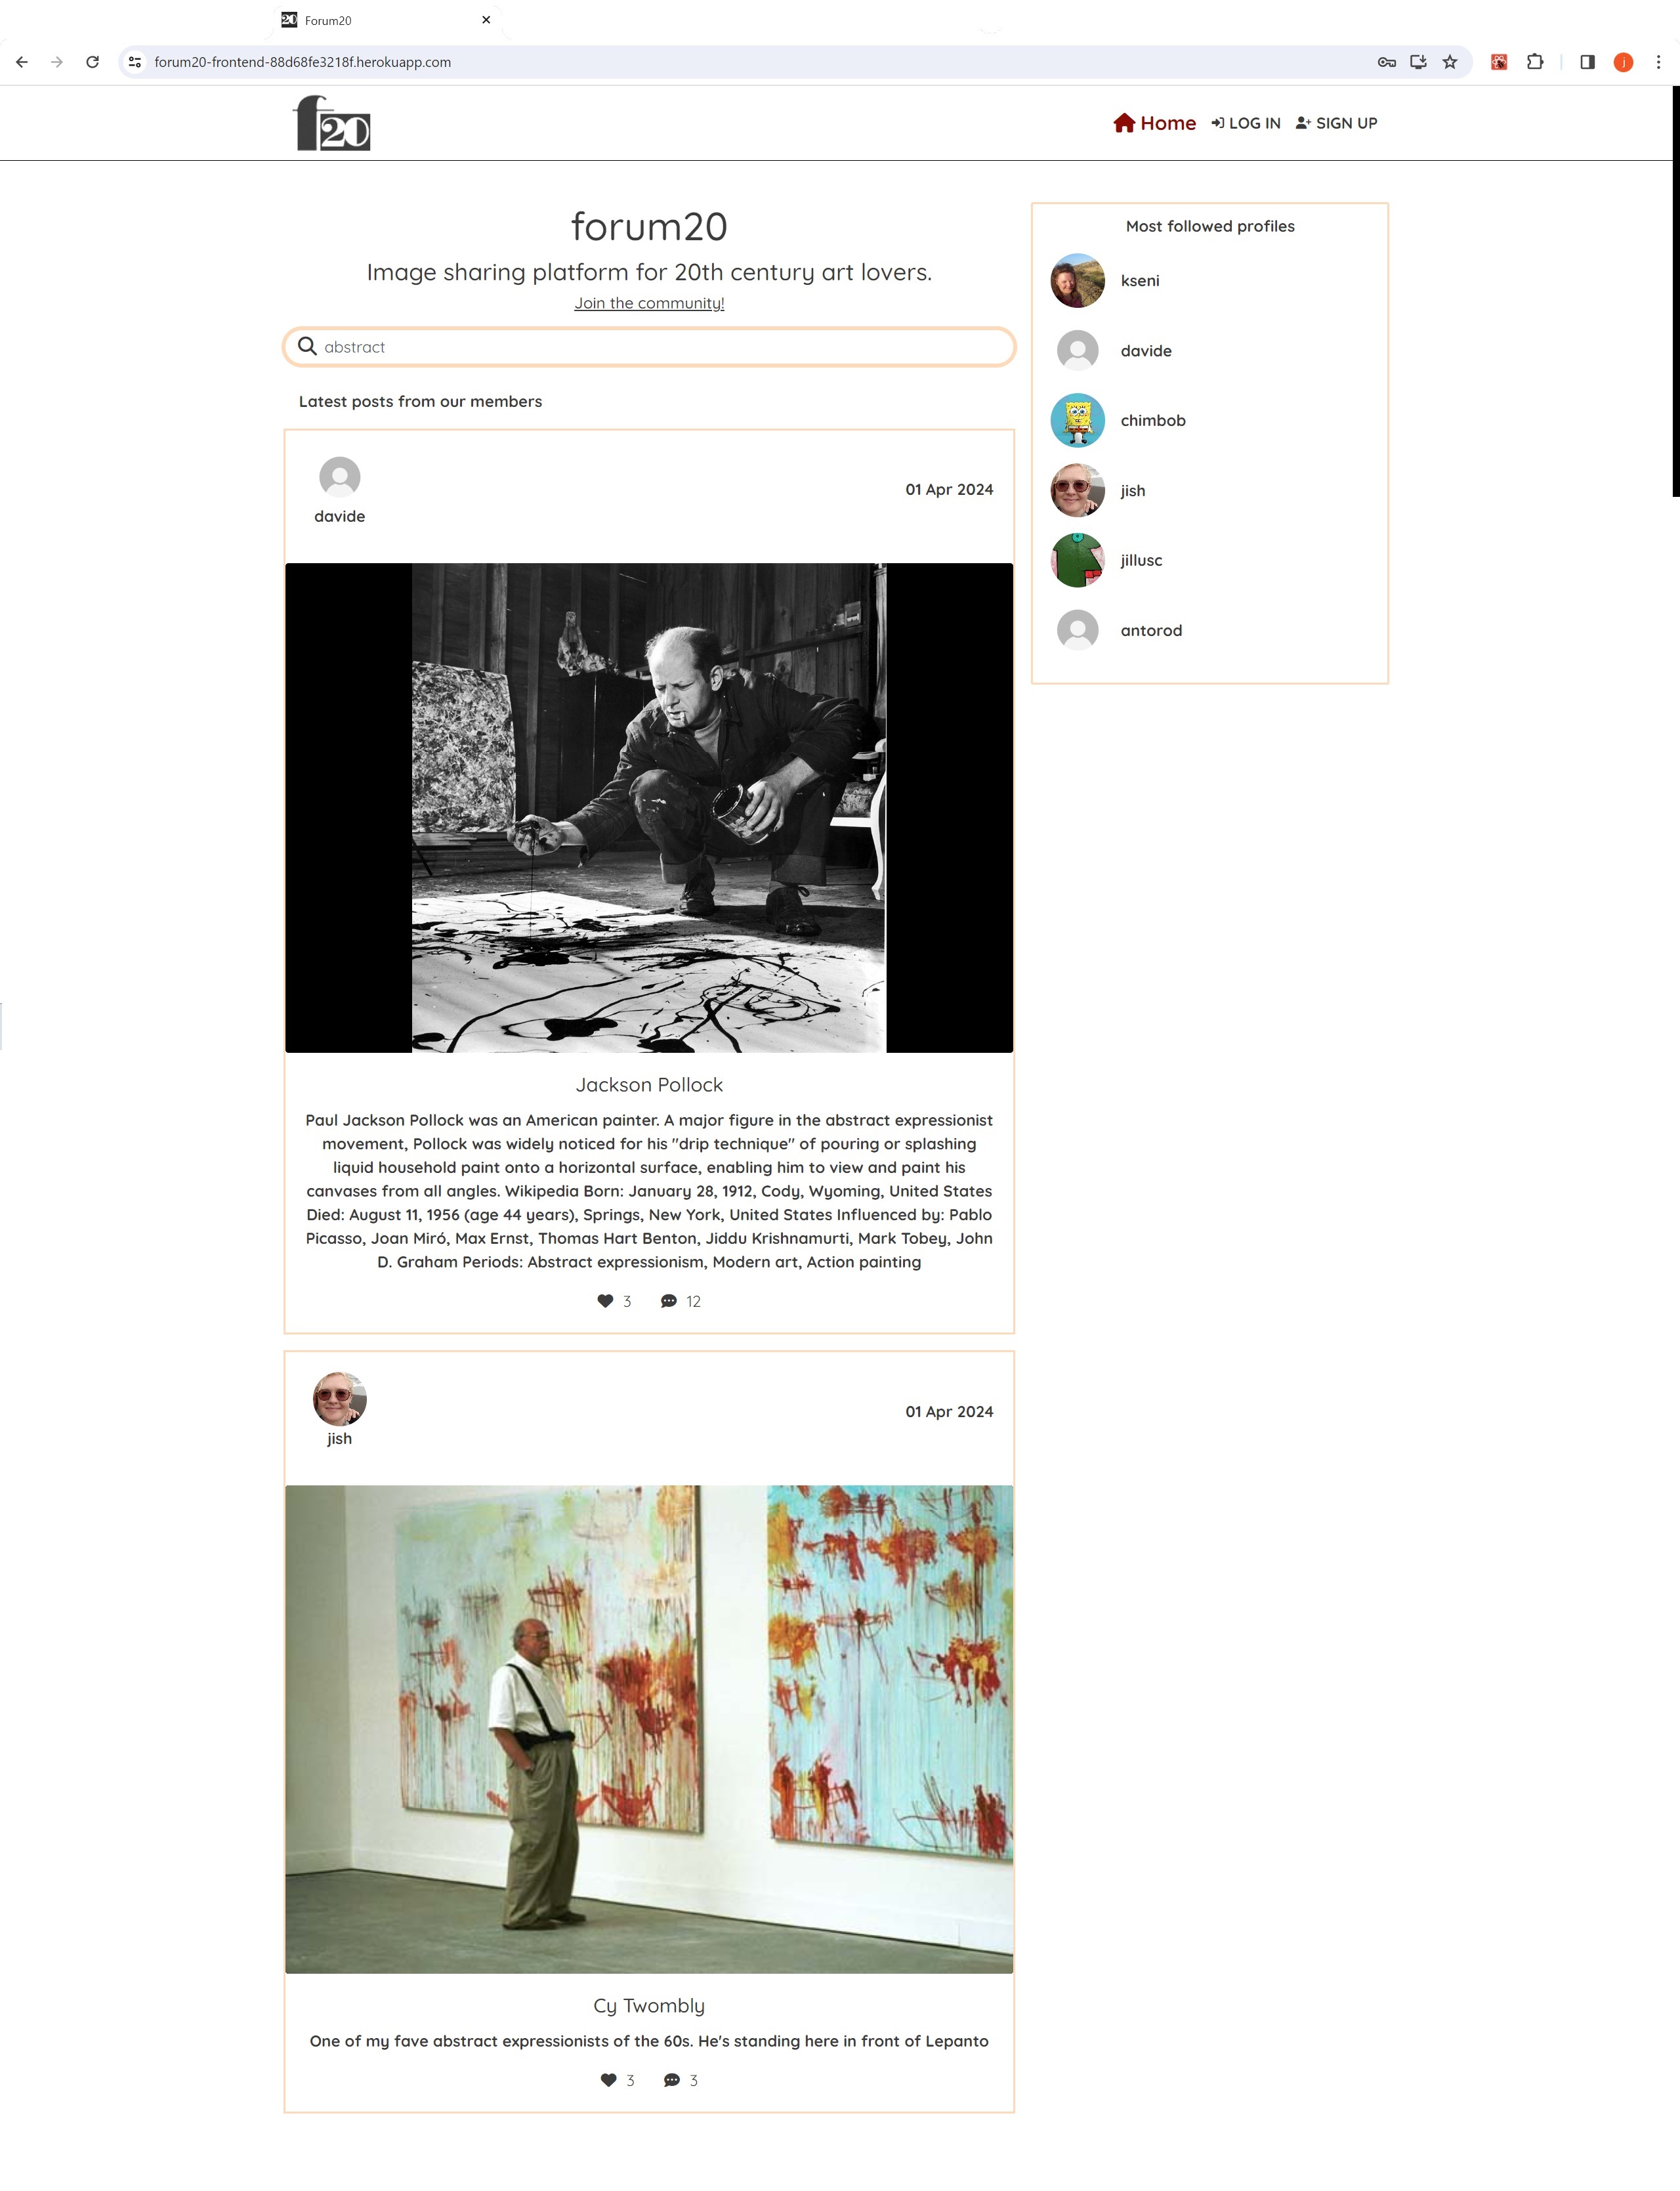 20 Forum20
forum20-frontend-88d68fe3218f.herokuapp.com
j
f20
Home LOG IN SIGN UP
forum20
Image sharing platform for 20th century art lovers.
Join the community!
abstract
Latest posts from our members
davide
01 Apr 2024
Jackson Pollock
Paul Jackson Pollock was an American painter. A major figure in the abstract expressionist
movement, Pollock was widely noticed for his "drip technique" of pouring or splashing
liquid household paint onto a horizontal surface, enabling him to view and paint his
canvases from all angles. Wikipedia Born: January 28, 1912, Cody, Wyoming, United States
Died: August 11, 1956 (age 44 years), Springs, New York, United States Influenced by: Pablo
Picasso, Joan Miró, Max Ernst, Thomas Hart Benton, Jiddu Krishnamurti, Mark Tobey, John
D. Graham Periods: Abstract expressionism, Modern art, Action painting
3 12
jish
01 Apr 2024
Cy Twombly
One of my fave abstract expressionists of the 60s. He's standing here in front of Lepanto
3 3
Most followed profiles
kseni
davide
chimbob
jish
jillusc
antorod